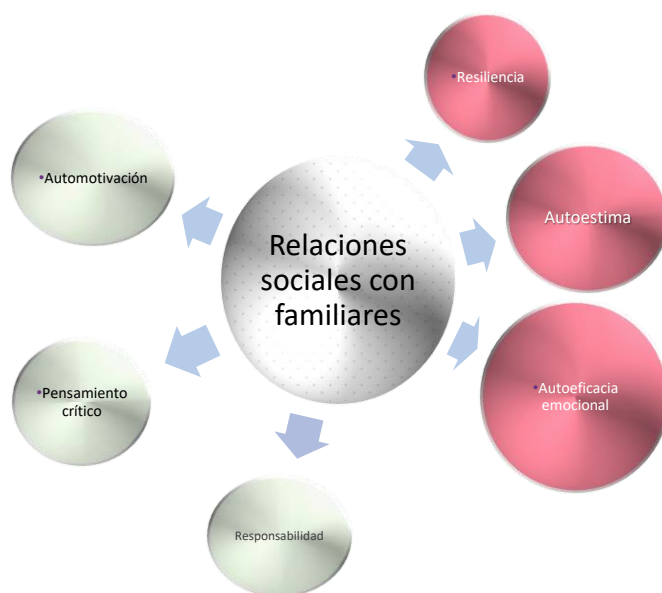 •Resiliencia
•Automotivación
Autoestima
Relaciones
sociales con
familiares
•Pensamiento
crítico
•Autoeficacia
emocional
Responsabilidad